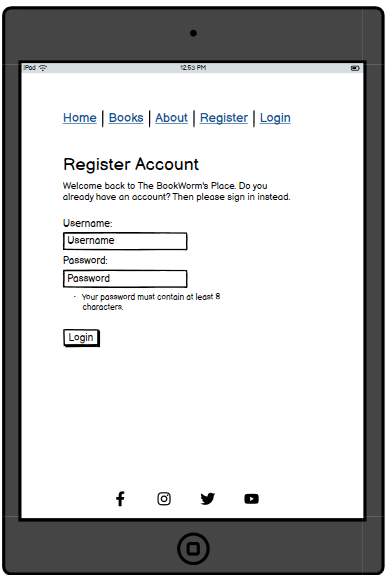 iPad 12:53 PM
Home | Books | About | Register | Login
Register Account
Welcome back to The BookWorm's Place. Do you
already have an account? Then please sign in instead.
Username:
Username
Password:
Password
- Your password must contain at least 8
characters.
Login